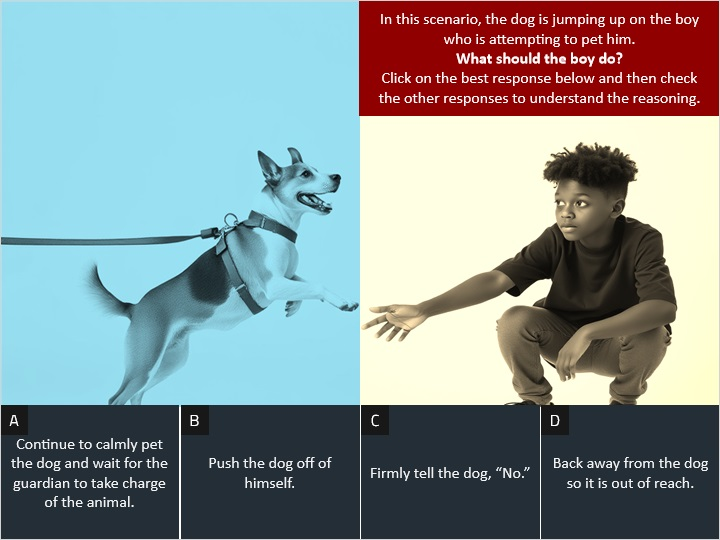 In this scenario, the dog is jumping up on the boy
who is attempting to pet him.
What should the boy do?
Click on the best response below and then check
the other responses to understand the reasoning.
A
Continue to calmly pet
the dog and wait for the
guardian to take charge
of the animal.
B
Push the dog off of
himself.
C
Firmly tell the dog, “No.”
D
Back away from the dog
so it is out of reach.